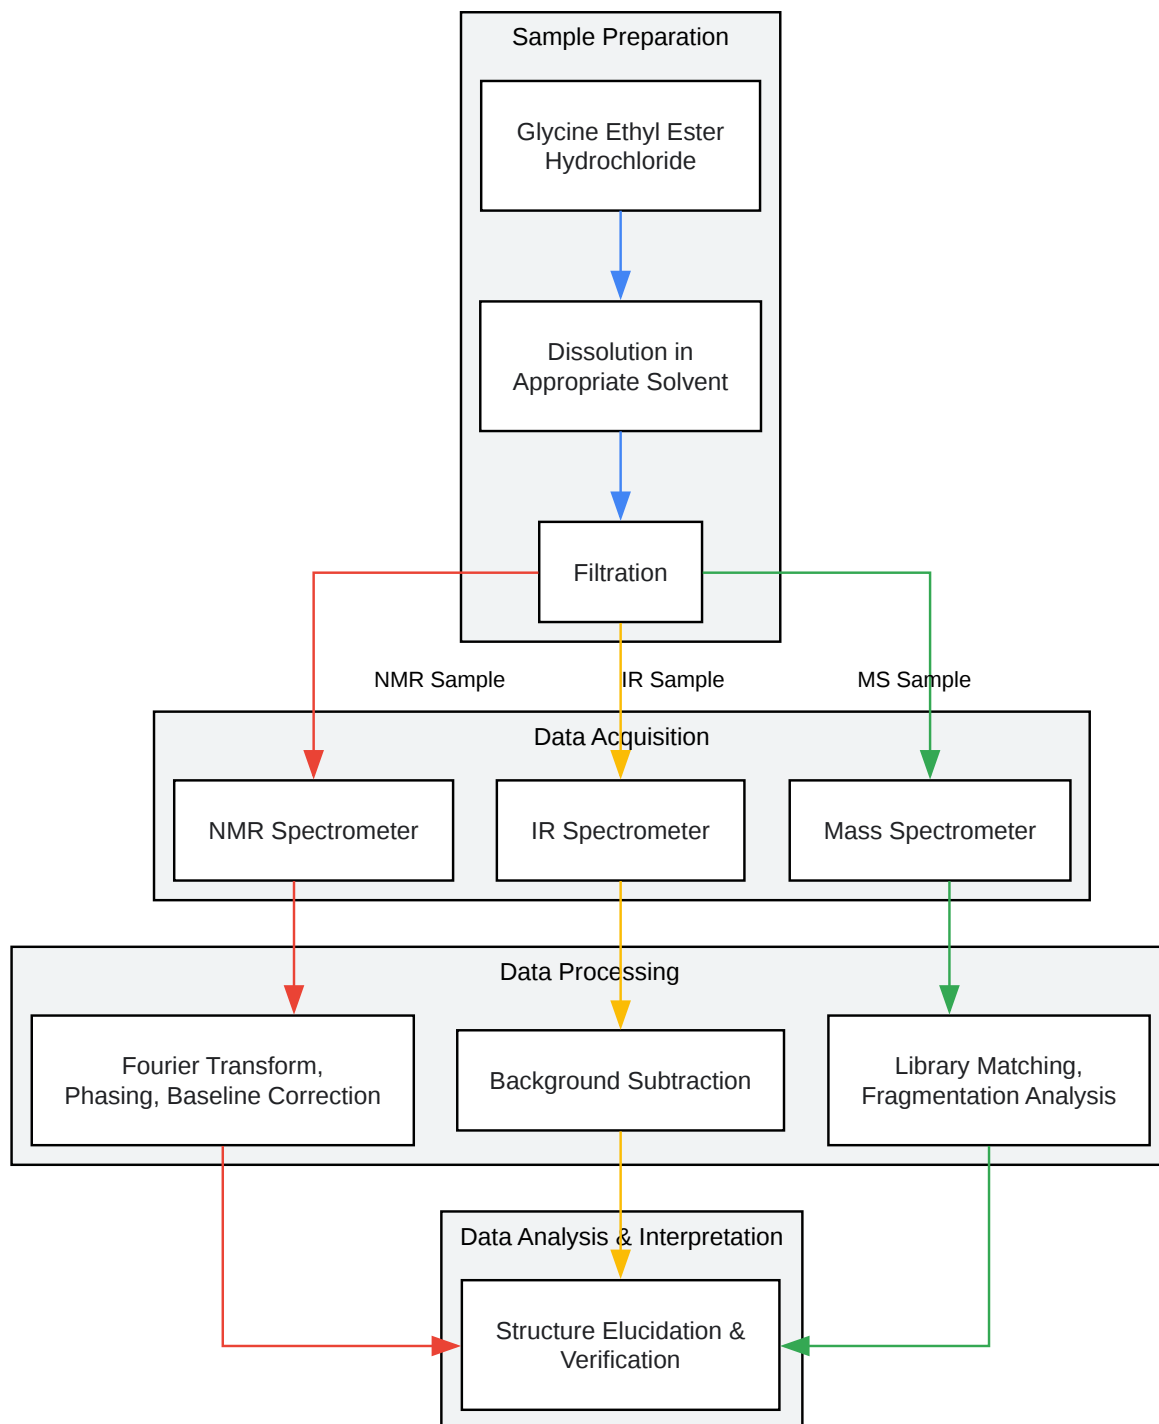 Sample Preparation
Glycine Ethyl Ester
Hydrochloride
Dissolution in
Appropriate Solvent
Filtration
NMR Sample
IR Sample
MS Sample
Data Acquisition
NMR Spectrometer
IR Spectrometer
Mass Spectrometer
Data Processing
Fourier Transform,
Phasing, Baseline Correction
Background Subtraction
Library Matching,
Fragmentation Analysis
Data Analysis & Interpretation
Structure Elucidation &
Verification